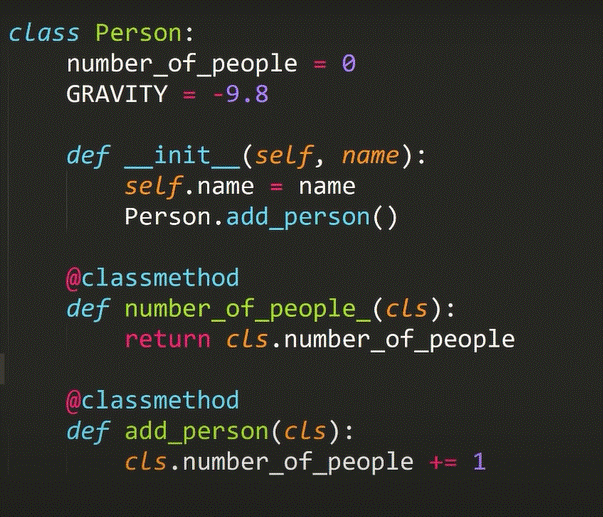 class Person:
    number_of_people = 0
    GRAVITY = -9.8

    def __init__(self, name):
        self.name = name
        Person.add_person()

    @classmethod
    def number_of_people_(cls):
        return cls.number_of_people

    @classmethod
    def add_person(cls):
        cls.number_of_people += 1